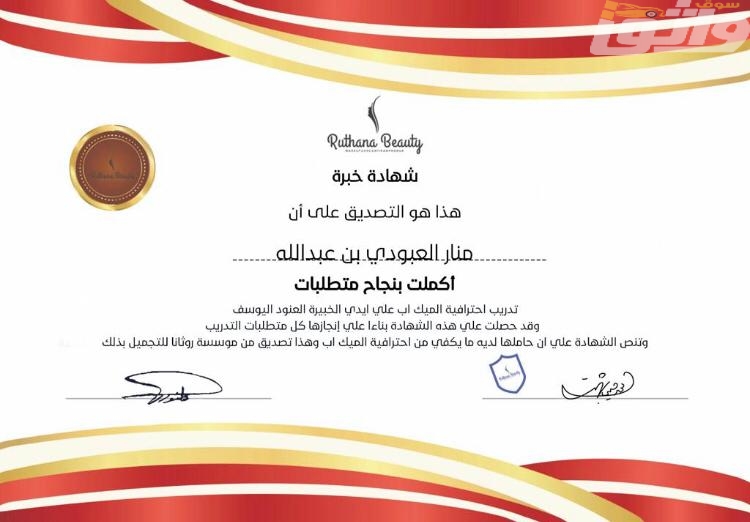 سوق
واثق
Ruthana Beauty
Ruthana Beauty
شهادة خبرة
هذا هو التصديق على أن
منار العبودي بن عبدالله
أكملت بنجاح متطلبات
تدريب احترافية الميك اب علي ايدي الخبيرة العنود اليوسف
وقد حصلت علي هذه الشهادة بناءا علي إنجازها كل متطلبات التدريب
وتنص الشهادة علي ان حاملها لديه ما يكفي من احترافية الميك اب وهذا تصديق من موسسة روثانا للتجميل بذلك
Ruthana Beauty